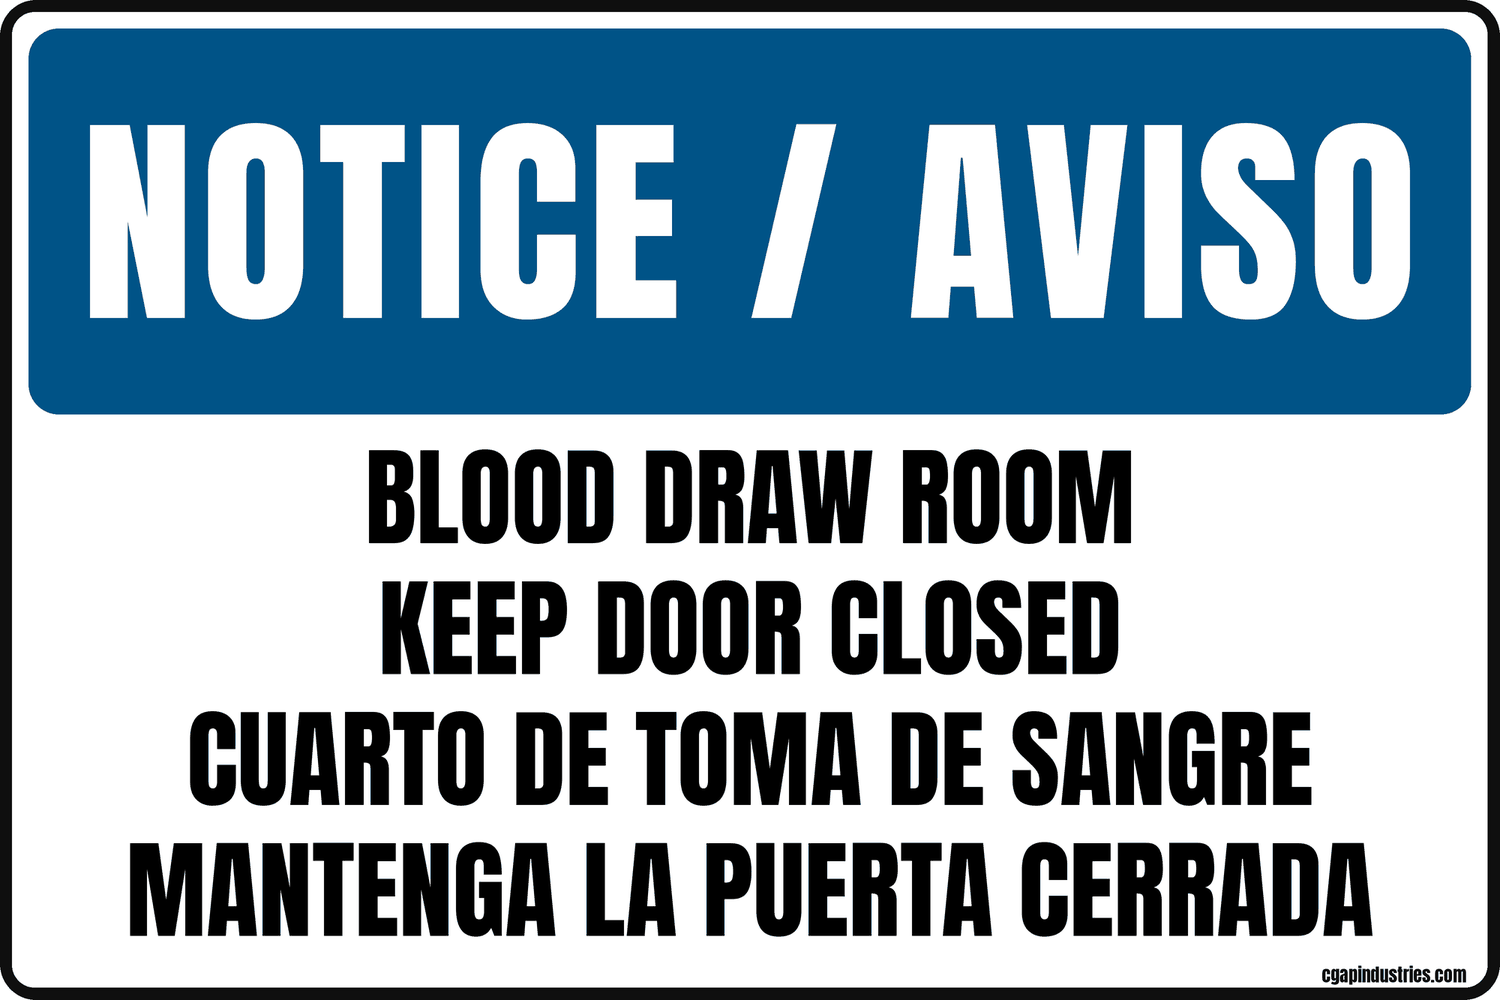 NOTICE / AVISO
BLOOD DRAW ROOM
KEEP DOOR CLOSED
CUARTO DE TOMA DE SANGRE
MANTENGA LA PUERTA CERRADA
cgapindustries.com